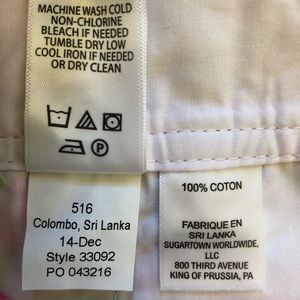 MACHINE WASH COLD
NON-CHLORINE
BLEACH IF NEEDED
TUMBLE DRY LOW
COOL IRON IF NEEDED
OR DRY CLEAN
P
516
Colombo, Sri Lanka
14-Dec
Style 33092
PO 043216
100% COTON
FABRIQUE EN
SRI LANKA
SUGARTOWN WORLDWIDE,
LLC
800 THIRD AVENUE
KING OF PRUSSIA, PA